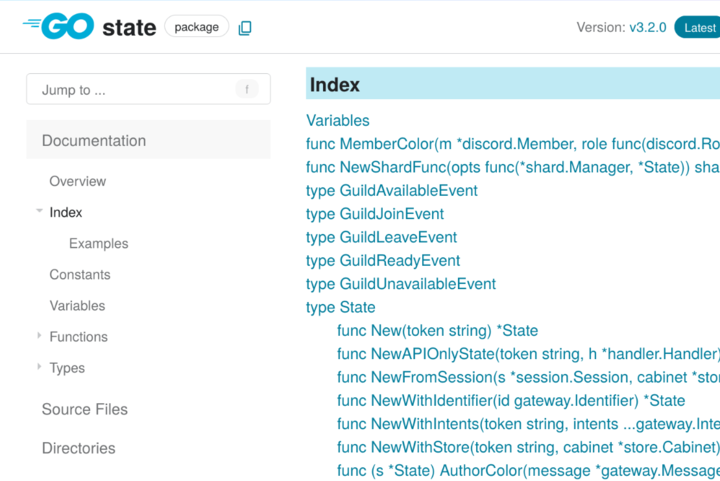 GO state package
Version: v3.2.0 Latest
Jump to ... f
Documentation
Overview
Index
Examples
Constants
Variables
Functions
Types
Source Files
Directories
Index
Variables
func MemberColor(m *discord.Member, role func(discord.Ro
func NewShardFunc(opts func(*shard.Manager, *State)) sha
type GuildAvailableEvent
type GuildJoinEvent
type GuildLeaveEvent
type GuildReadyEvent
type GuildUnavailableEvent
type State
func New(token string) *State
func NewAPIOnlyState(token string, h *handler.Handler)
func NewFromSession(s *session.Session, cabinet *stor
func NewWithIdentifier(id gateway.Identifier) *State
func NewWithIntents(token string, intents ...gateway.Inte
func NewWithStore(token string, cabinet *store.Cabinet)
func (s *State) AuthorColor(message *gateway.Message